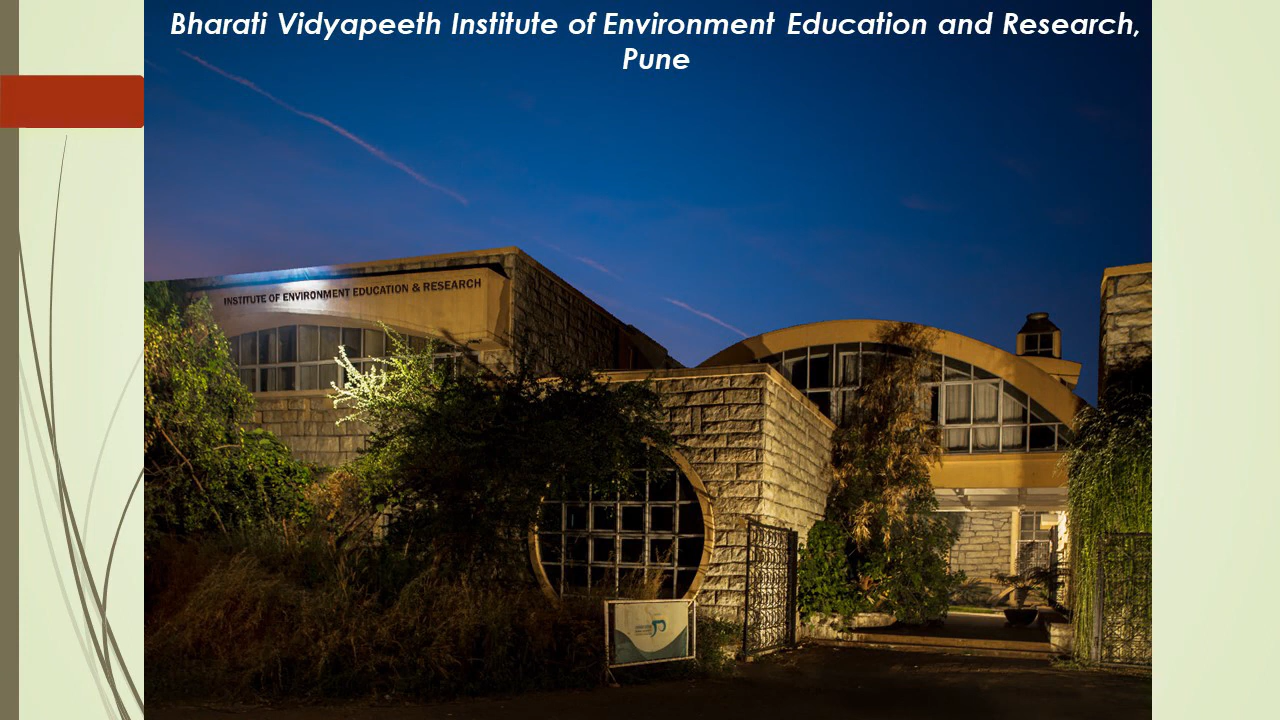 Bharati Vidyapeeth Institute of Environment Education and Research,
Pune
INSTITUTE OF ENVIRONMENT EDUCATION & RESEARCH